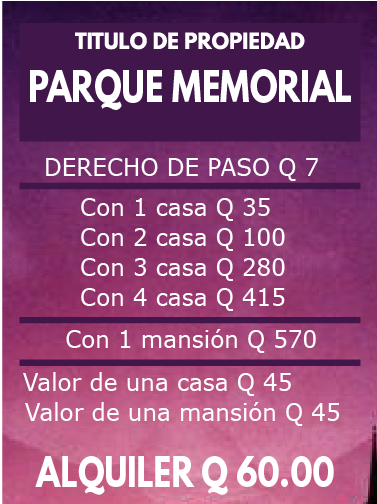 TITULO DE PROPIEDAD
PARQUE MEMORIAL
DERECHO DE PASO Q 7
Con 1 casa Q 35
Con 2 casa Q 100
Con 3 casa Q 280
Con 4 casa Q 415
Con 1 mansión Q 570
Valor de una casa Q 45
Valor de una mansión Q 45
ALQUILER Q 60.00